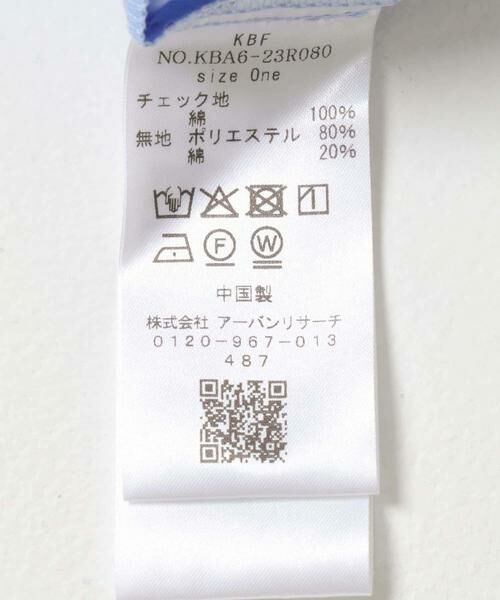 KBF
NO.KBA6-23R080
size One
チェック地
綿 100%
無地 ポリエステル 80%
綿 20%
F W
中国製
株式会社 アーバンリサーチ
0120-967-013
487